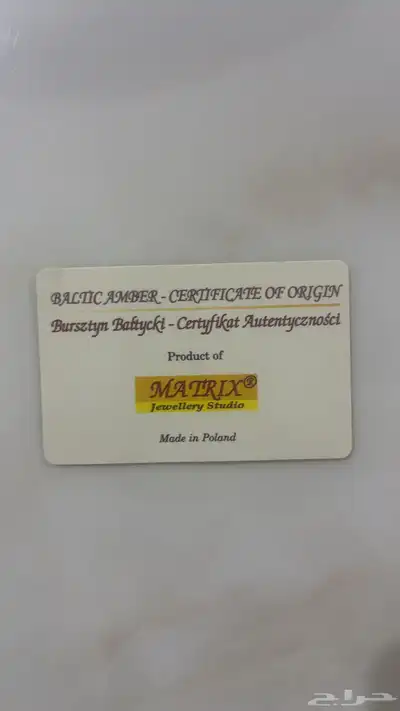 BALTIC AMBER - CERTIFICATE OF ORIGIN
Bursztyn Bałtycki - Certyfikat Autentyczności
Product of
MATRIX®
Jewellery Studio
Made in Poland
حراج